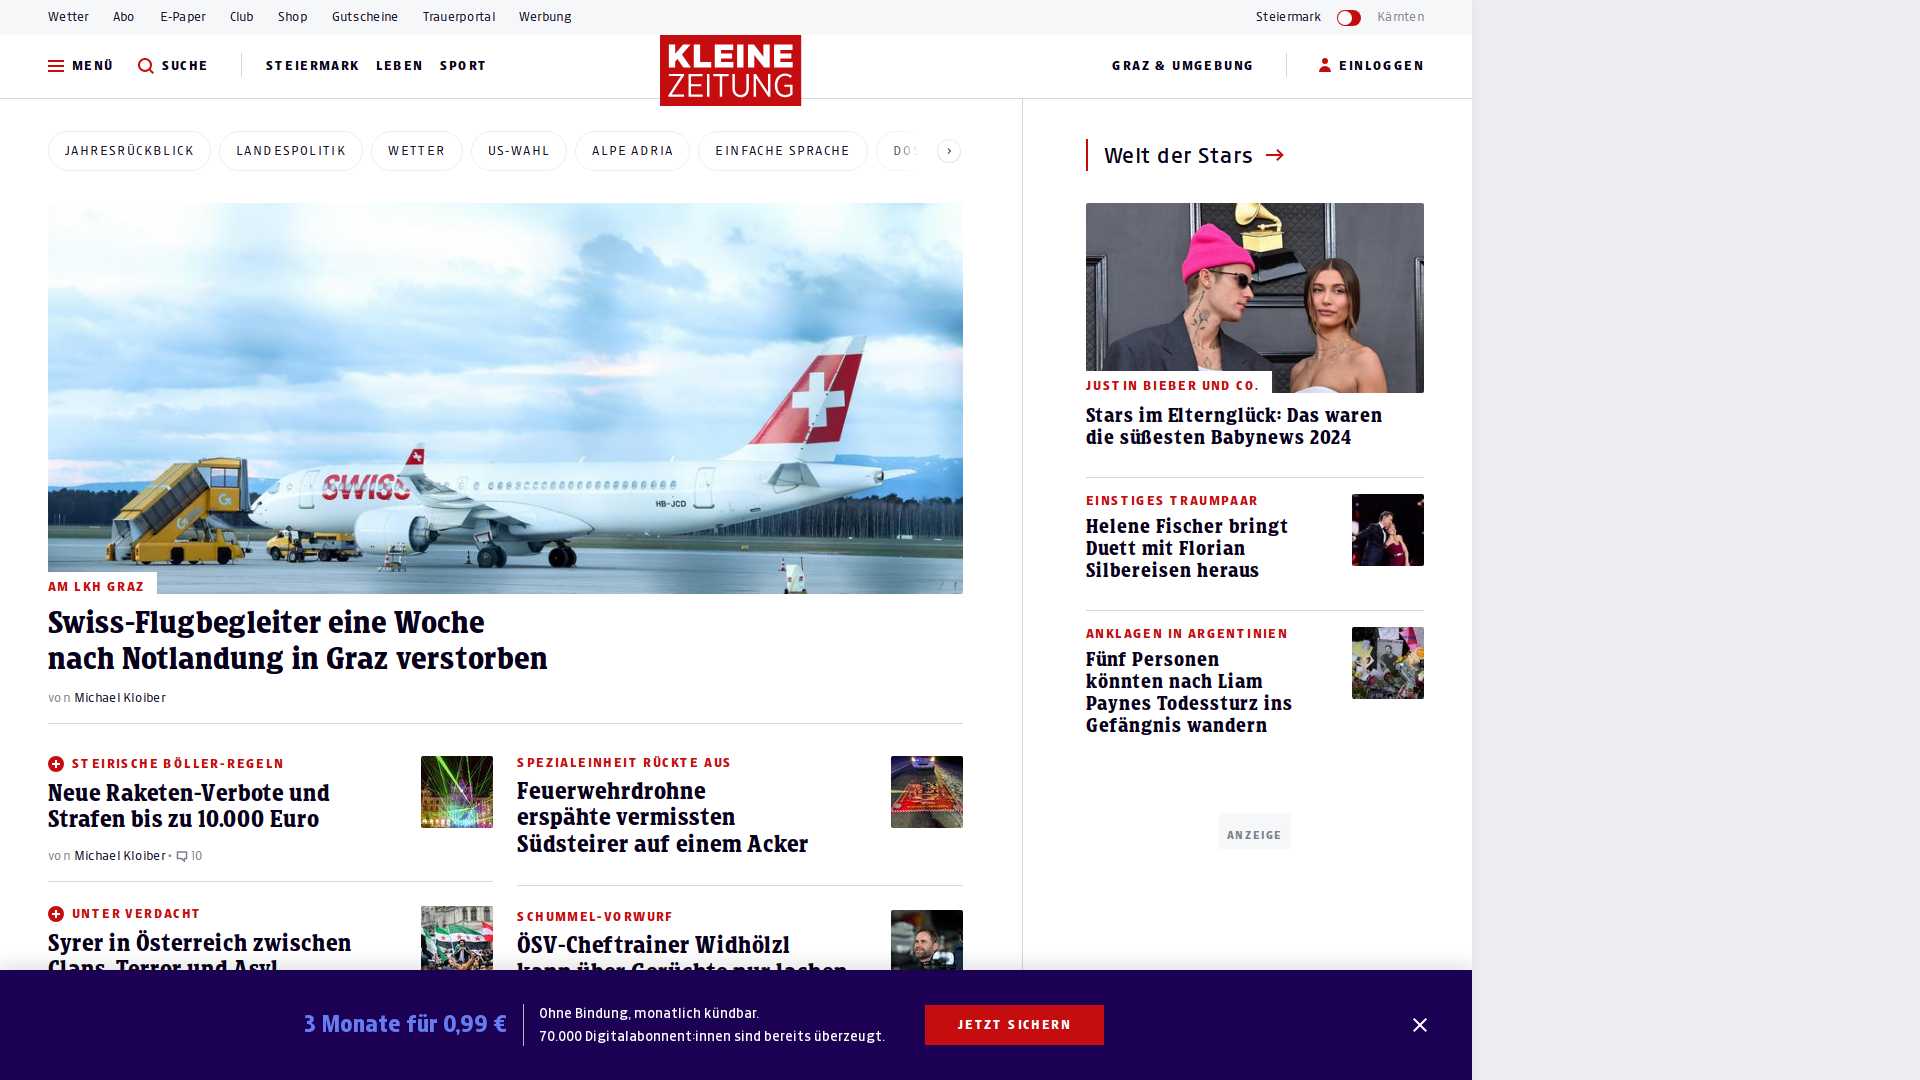 Wetter Abo E-Paper Club Shop Gutscheine Trauerportal Werbung Steiermark Kärnten
MENÜ SUCHE STEIERMARK LEBEN SPORT KLEINE ZEITUNG GRAZ & UMGEBUNG EINLOGGEN
JAHRESRÜCKBLICK LANDESPOLITIK WETTER US-WAHL ALPE ADRIA EINFACHE SPRACHE
SWISS
HB-JCD
AM LKH GRAZ
Swiss-Flugbegleiter eine Woche
nach Notlandung in Graz verstorben
von Michael Kloiber
STEIRISCHE BÖLLER-REGELN
Neue Raketen-Verbote und
Strafen bis zu 10.000 Euro
von Michael Kloiber • 10
UNTER VERDACHT
Syrer in Österreich zwischen
Clans, Terror und Asyl
SPEZIALEINHEIT RÜCKTE AUS
Feuerwehrdrohne
erspähte vermissten
Südsteirer auf einem Acker
SCHUMMEL-VORWURF
ÖSV-Cheftrainer Widhölzl
kann über Gerüchte nur lachen
Welt der Stars
JUSTIN BIEBER UND CO.
Stars im Elternglück: Das waren
die süßesten Babynews 2024
EINSTIGES TRAUMPAAR
Helene Fischer bringt
Duett mit Florian
Silbereisen heraus
ANKLAGEN IN ARGENTINIEN
Fünf Personen
könnten nach Liam
Paynes Todessturz ins
Gefängnis wandern
ANZEIGE
3 Monate für 0,99 €
Ohne Bindung, monatlich kündbar.
70.000 Digitalabonnent:innen sind bereits überzeugt.
JETZT SICHERN